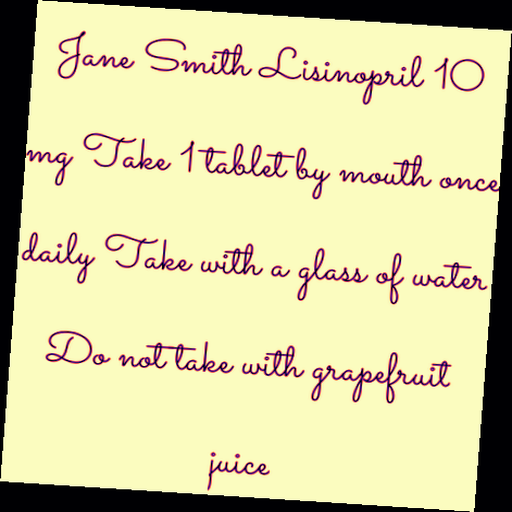 Jane Smith Lisinopril 10
mg Take 1 tablet by mouth once
daily Take with a glass of water
Do not take with grapefruit
juice